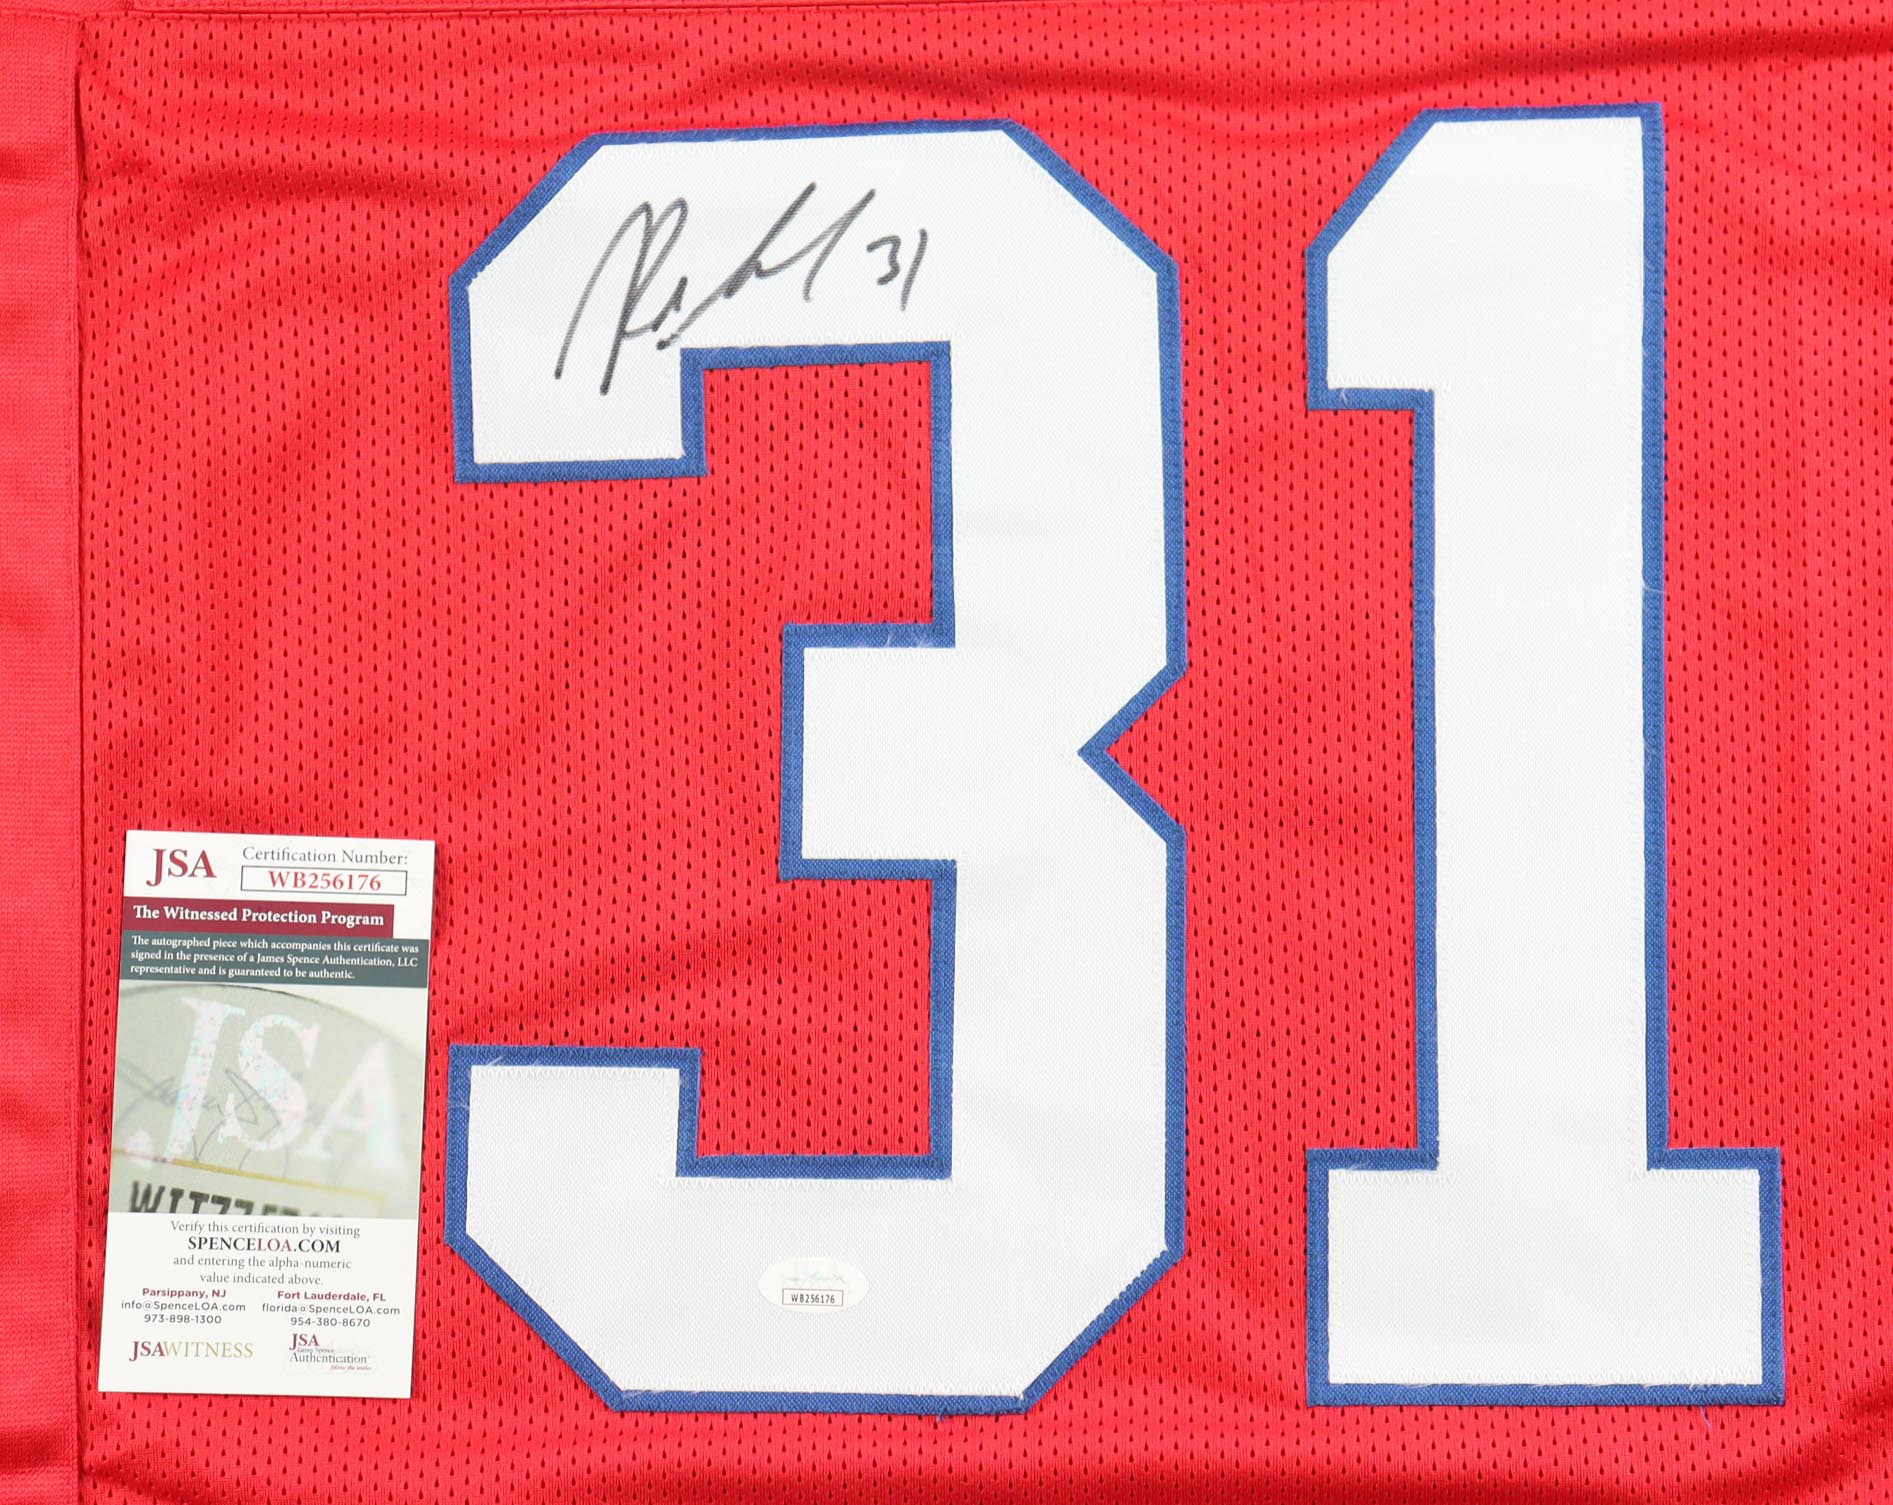 31
31
JSA
Certification Number:
WB256176
The Witnessed Protection Program
The autographed piece which accompanies this certificate was
signed in the presence of a James Spence Authentication, LLC
representative and is guaranteed to be authentic.
JSA
Verify this certification by visiting
SPENCELOA.COM
and entering the alpha-numeric
value indicated above.
Parsippany, NJ
info@SpenceLOA.com
973-898-1300
Fort Lauderdale, FL
florida@SpenceLOA.com
954-380-8670
JSAWITNESS
JSA
James Spence
Authentication
WB256176